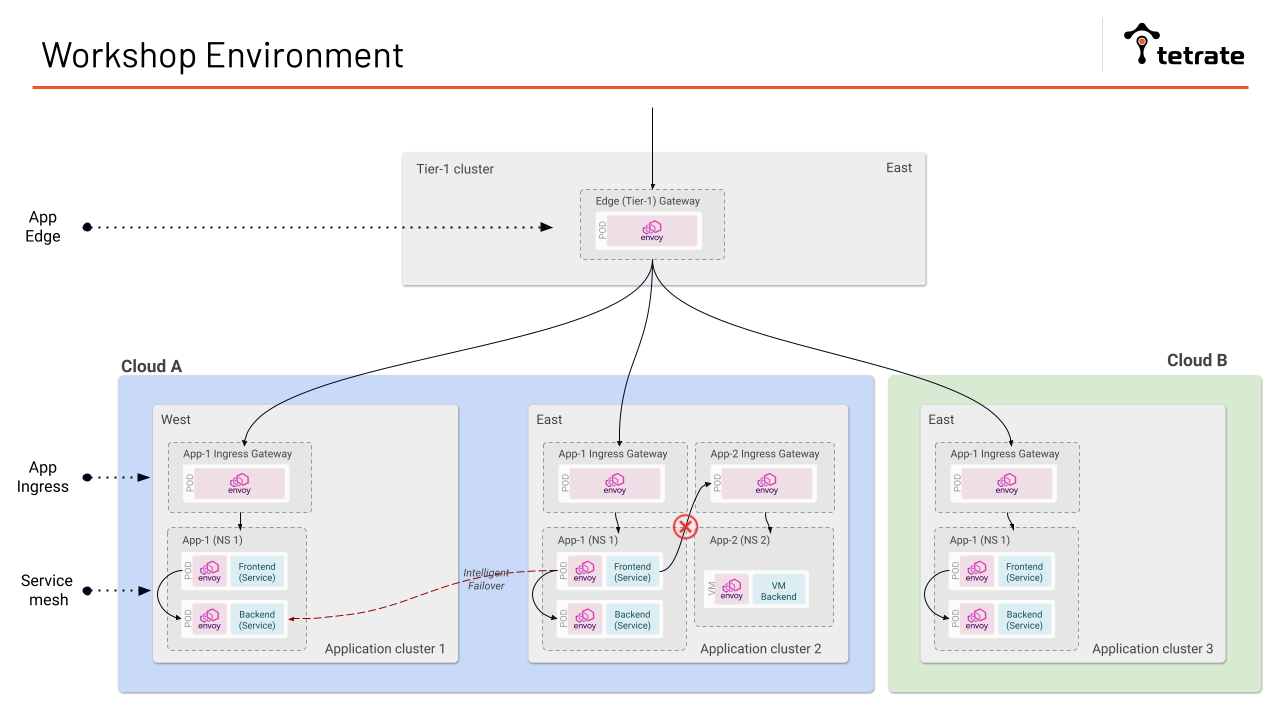 Workshop Environment
tetrate
Tier-1 cluster
East
Edge (Tier-1) Gateway
POD
envoy
App
Edge
Cloud A
Cloud B
West
App-1 Ingress Gateway
POD
envoy
App-1 (NS 1)
POD
envoy
Frontend
(Service)
POD
envoy
Backend
(Service)
Application cluster 1
Intelligent
Failover
East
App-1 Ingress Gateway
POD
envoy
App-2 Ingress Gateway
POD
envoy
App-1 (NS 1)
POD
envoy
Frontend
(Service)
POD
envoy
Backend
(Service)
App-2 (NS 2)
VM
envoy
VM
Backend
Application cluster 2
East
App-1 Ingress Gateway
POD
envoy
App-1 (NS 1)
POD
envoy
Frontend
(Service)
POD
envoy
Backend
(Service)
Application cluster 3
App
Ingress
Service
mesh